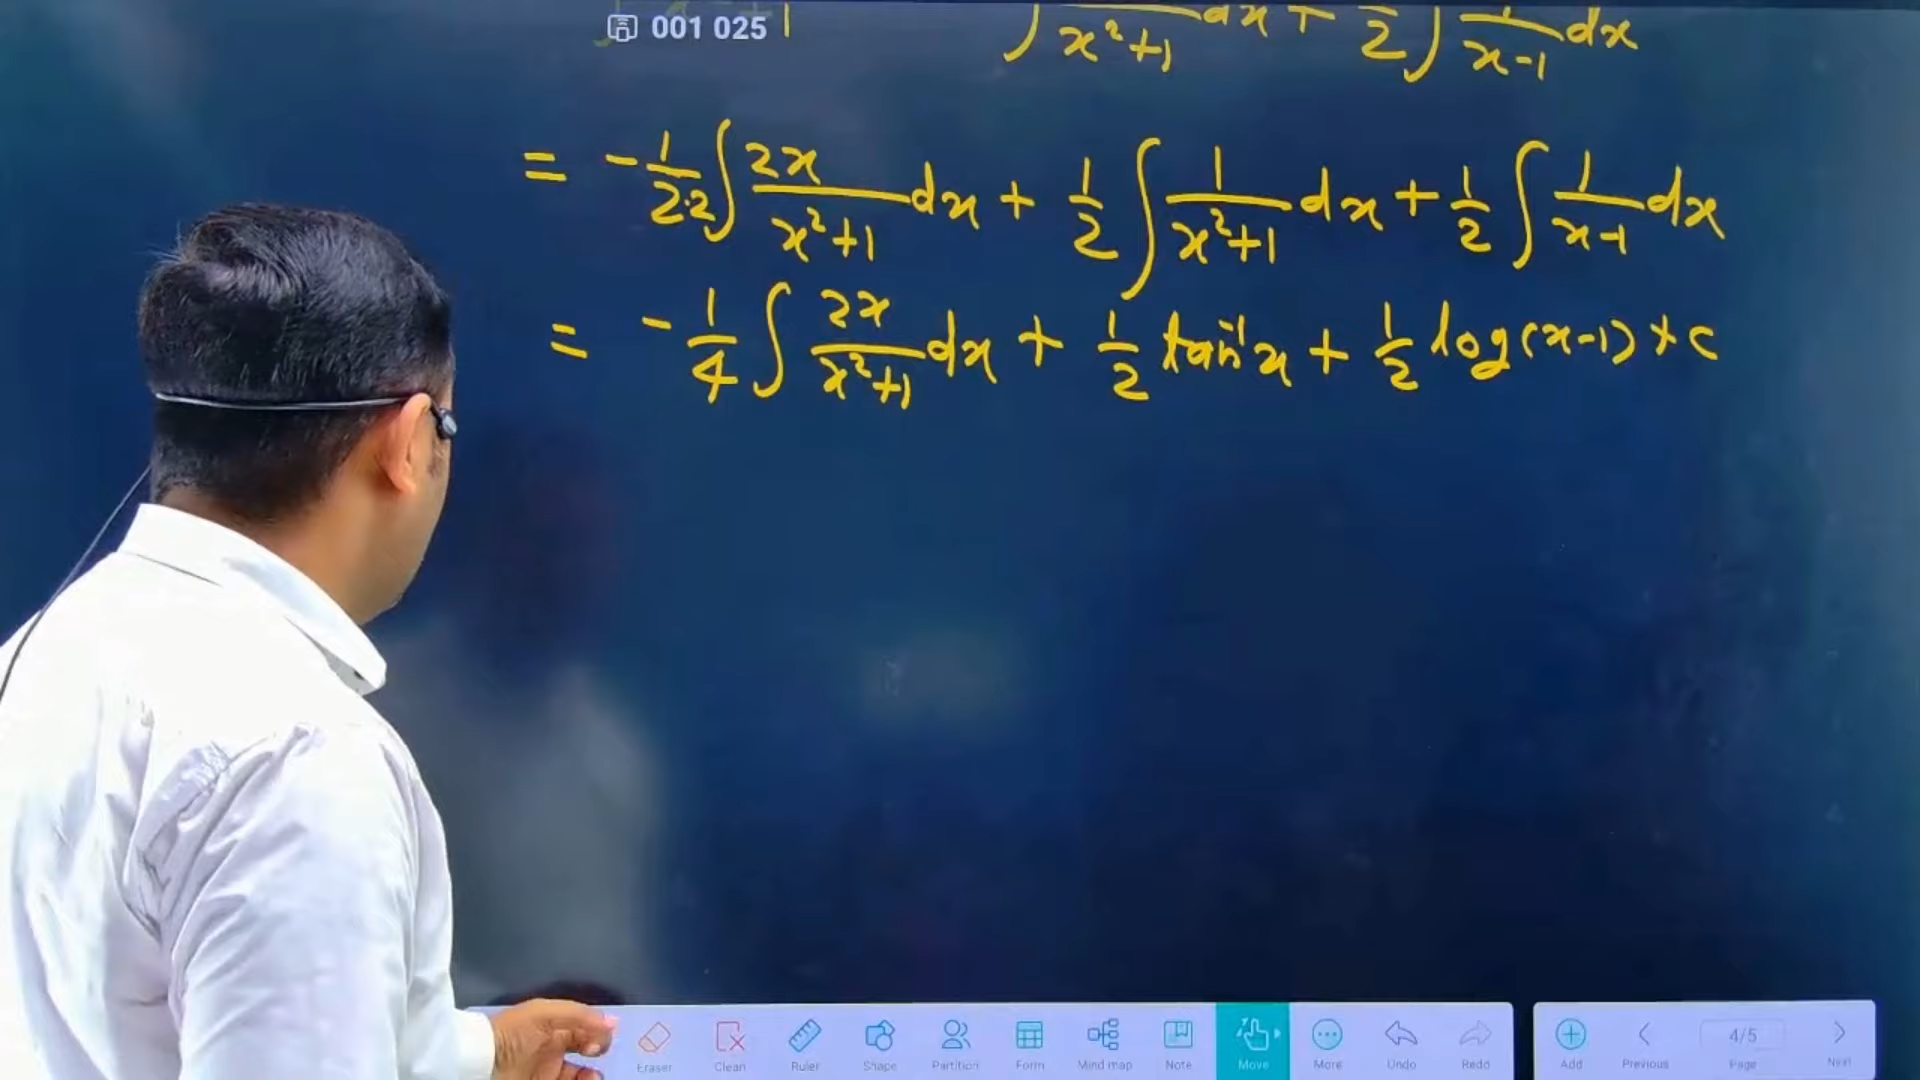 001 025
∫ x²+1 dx + 1/2 ∫ 1/(x-1) dx
= -1/2·2 ∫ 2x/(x²+1) dx + 1/2 ∫ 1/(x²+1) dx + 1/2 ∫ 1/(x-1) dx
= -1/4 ∫ 2x/(x²+1) dx + 1/2 tan⁻¹x + 1/2 log(x-1) + c
Eraser Clean Ruler Shape Partition Form Mind map Note Move More Undo Redo Add Previous 4/5 Page Next